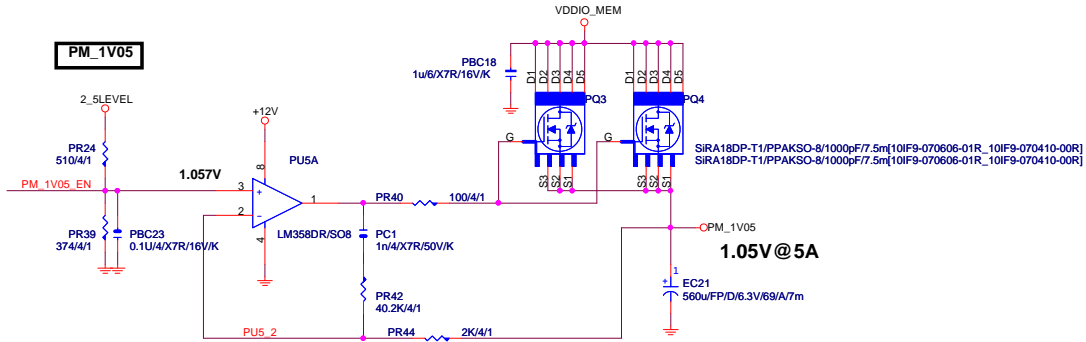 VDDIO_MEM
PM_1V05
PBC18
1u/6/X7R/16V/K
D1
D2
D3
D4
D5
D1
D2
D3
D4
D5
2_5LEVEL
+12V
PQ3
PQ4
PR24
510/4/1
PU5A
G
G
SiRA18DP-T1/PPAKSO-8/1000pF/7.5m[10IF9-070606-01R_10IF9-070410-00R]
SiRA18DP-T1/PPAKSO-8/1000pF/7.5m[10IF9-070606-01R_10IF9-070410-00R]
8
1.057V
S3
S2
S1
S3
S2
S1
PM_1V05_EN
3
+
1
PR40
100/4/1
2
-
PR39
374/4/1
PBC23
0.1U/4/X7R/16V/K
4
LM358DR/SO8
PC1
1n/4/X7R/50V/K
PM_1V05
1.05V@5A
1
+
EC21
560u/FP/D/6.3V/69/A/7m
PR42
40.2K/4/1
PU5_2
PR44
2K/4/1